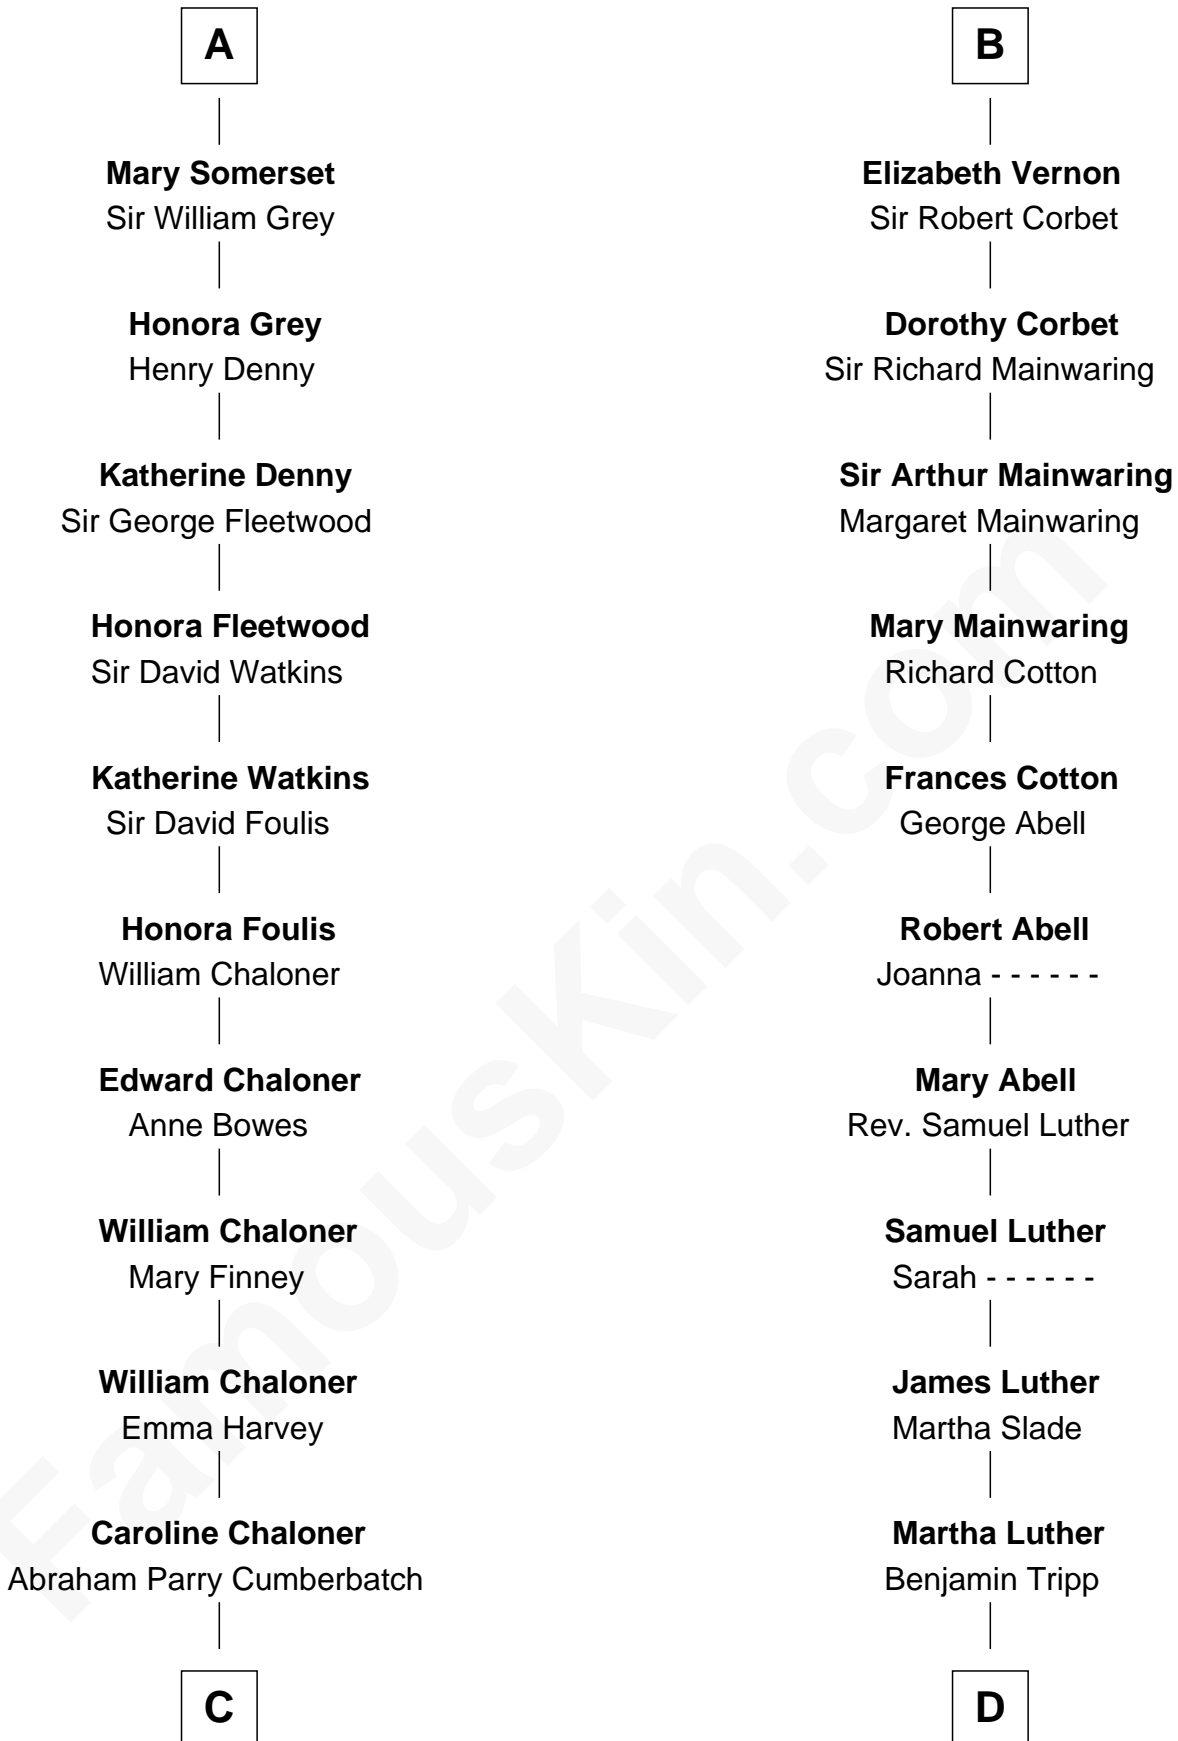 A
Mary Somerset
Sir William Grey
Honora Grey
Henry Denny
Katherine Denny
Sir George Fleetwood
Honora Fleetwood
Sir David Watkins
Katherine Watkins
Sir David Foulis
Honora Foulis
William Chaloner
Edward Chaloner
Anne Bowes
William Chaloner
Mary Finney
William Chaloner
Emma Harvey
Caroline Chaloner
Abraham Parry Cumberbatch
C
B
Elizabeth Vernon
Sir Robert Corbet
Dorothy Corbet
Sir Richard Mainwaring
Sir Arthur Mainwaring
Margaret Mainwaring
Mary Mainwaring
Richard Cotton
Frances Cotton
George Abell
Robert Abell
Joanna - - - - - -
Mary Abell
Rev. Samuel Luther
Samuel Luther
Sarah - - - - - -
James Luther
Martha Slade
Martha Luther
Benjamin Tripp
D
FamousKin.com